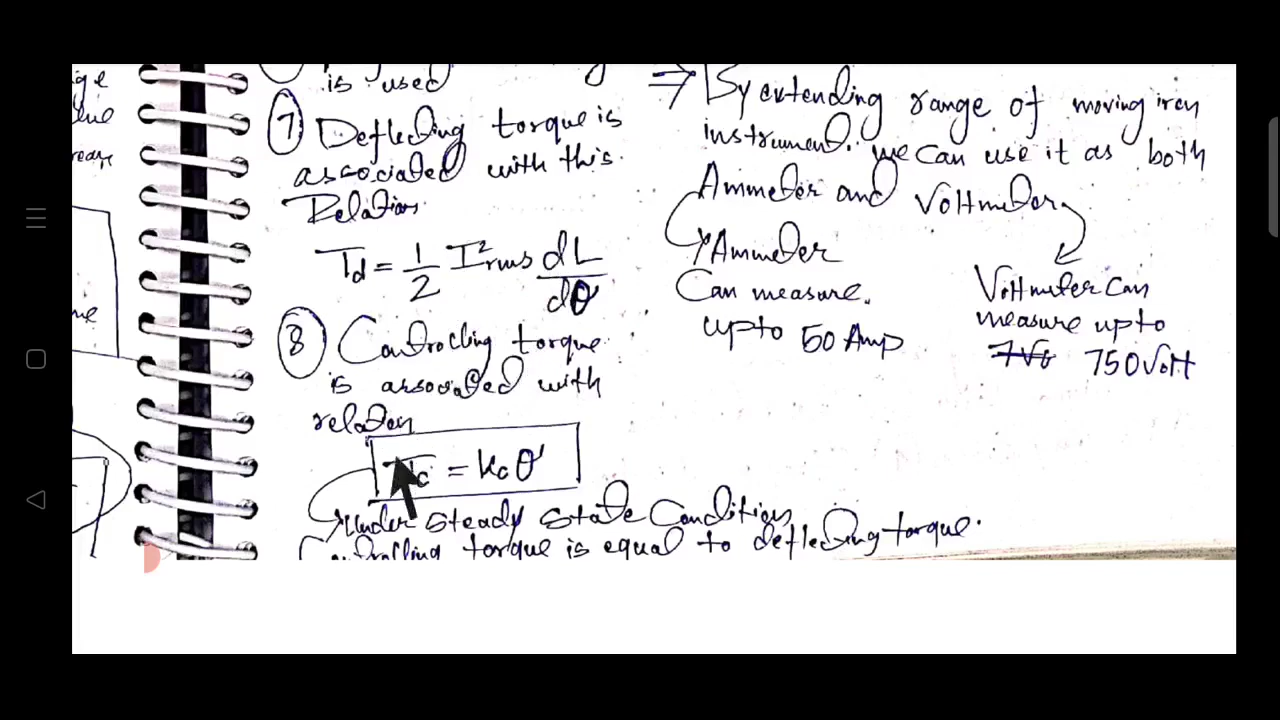 is used
7 Deflecting torque is
associated with this
Relation
Td = 1/2 I²rms dL/dθ
8 Controlling torque
is associated with
relation
Tc = Kcθ
Under steady state Condition
torque is equal to deflecting torque.
⇒ By extending range of moving iron
instrument. we can use it as both
Ammeter and Voltmeter
Ammeter
Can measure.
upto 50 Amp
Voltmeter Can
measure upto
750 Volt